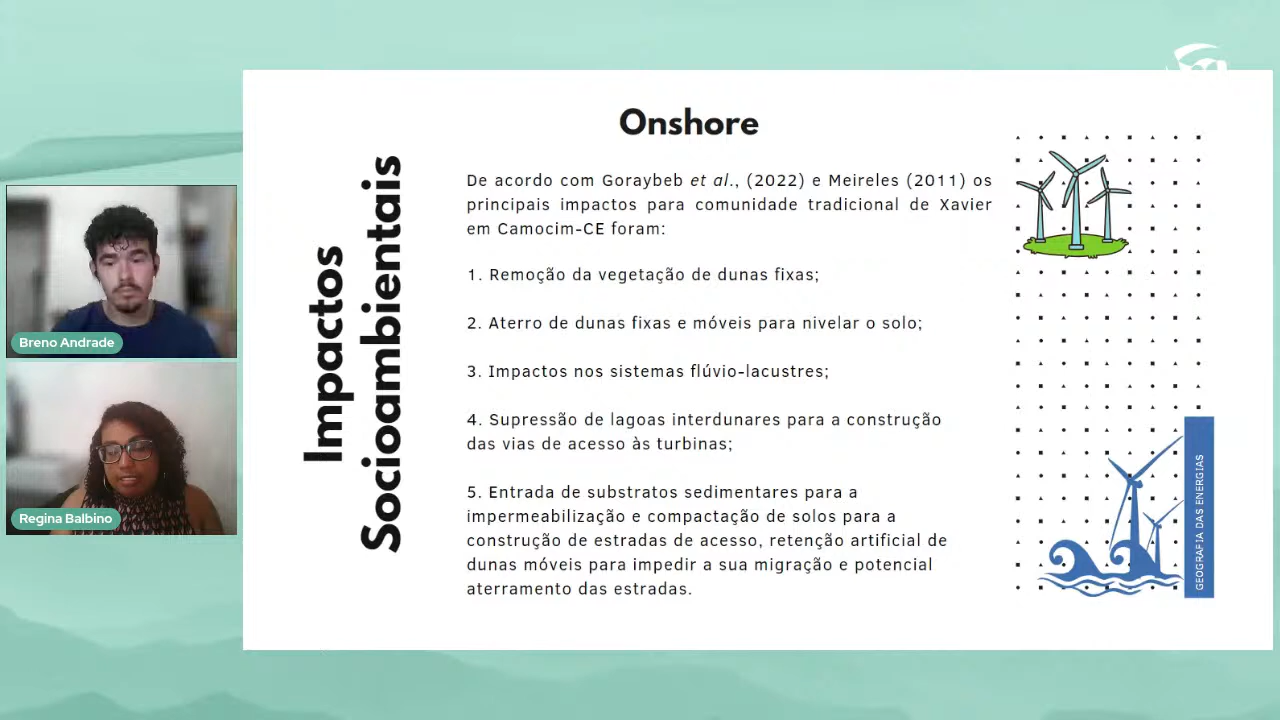 Onshore
Impactos
Socioambientais
De acordo com Goraybeb et al., (2022) e Meireles (2011) os
principais impactos para comunidade tradicional de Xavier
em Camocim-CE foram:
1. Remoção da vegetação de dunas fixas;
2. Aterro de dunas fixas e móveis para nivelar o solo;
3. Impactos nos sistemas flúvio-lacustres;
4. Supressão de lagoas interdunares para a construção
das vias de acesso às turbinas;
5. Entrada de substratos sedimentares para a
impermeabilização e compactação de solos para a
construção de estradas de acesso, retenção artificial de
dunas móveis para impedir a sua migração e potencial
aterramento das estradas.
GEOGRAFIA DAS ENERGIAS
Breno Andrade
Regina Balbino